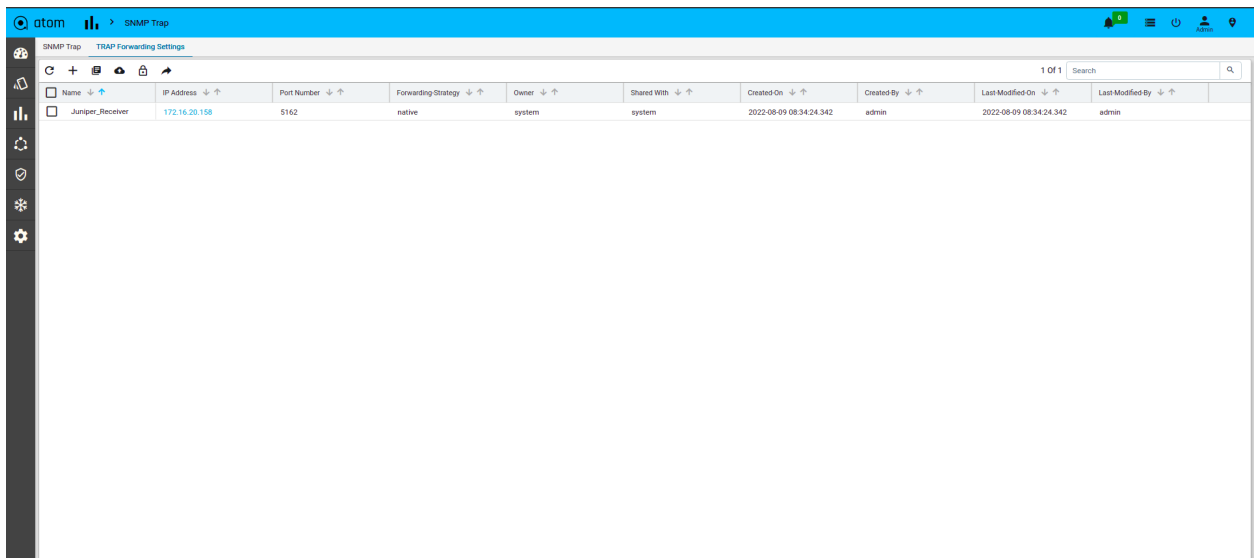 atom > SNMP Trap 0
Admin
SNMP Trap TRAP Forwarding Settings
1 Of 1 Search
Name IP Address Port Number Forwarding-Strategy Owner Shared With Created-On Created-By Last-Modified-On Last-Modified-By
Juniper_Receiver 172.16.20.158 5162 native system system 2022-08-09 08:34:24.342 admin 2022-08-09 08:34:24.342 admin